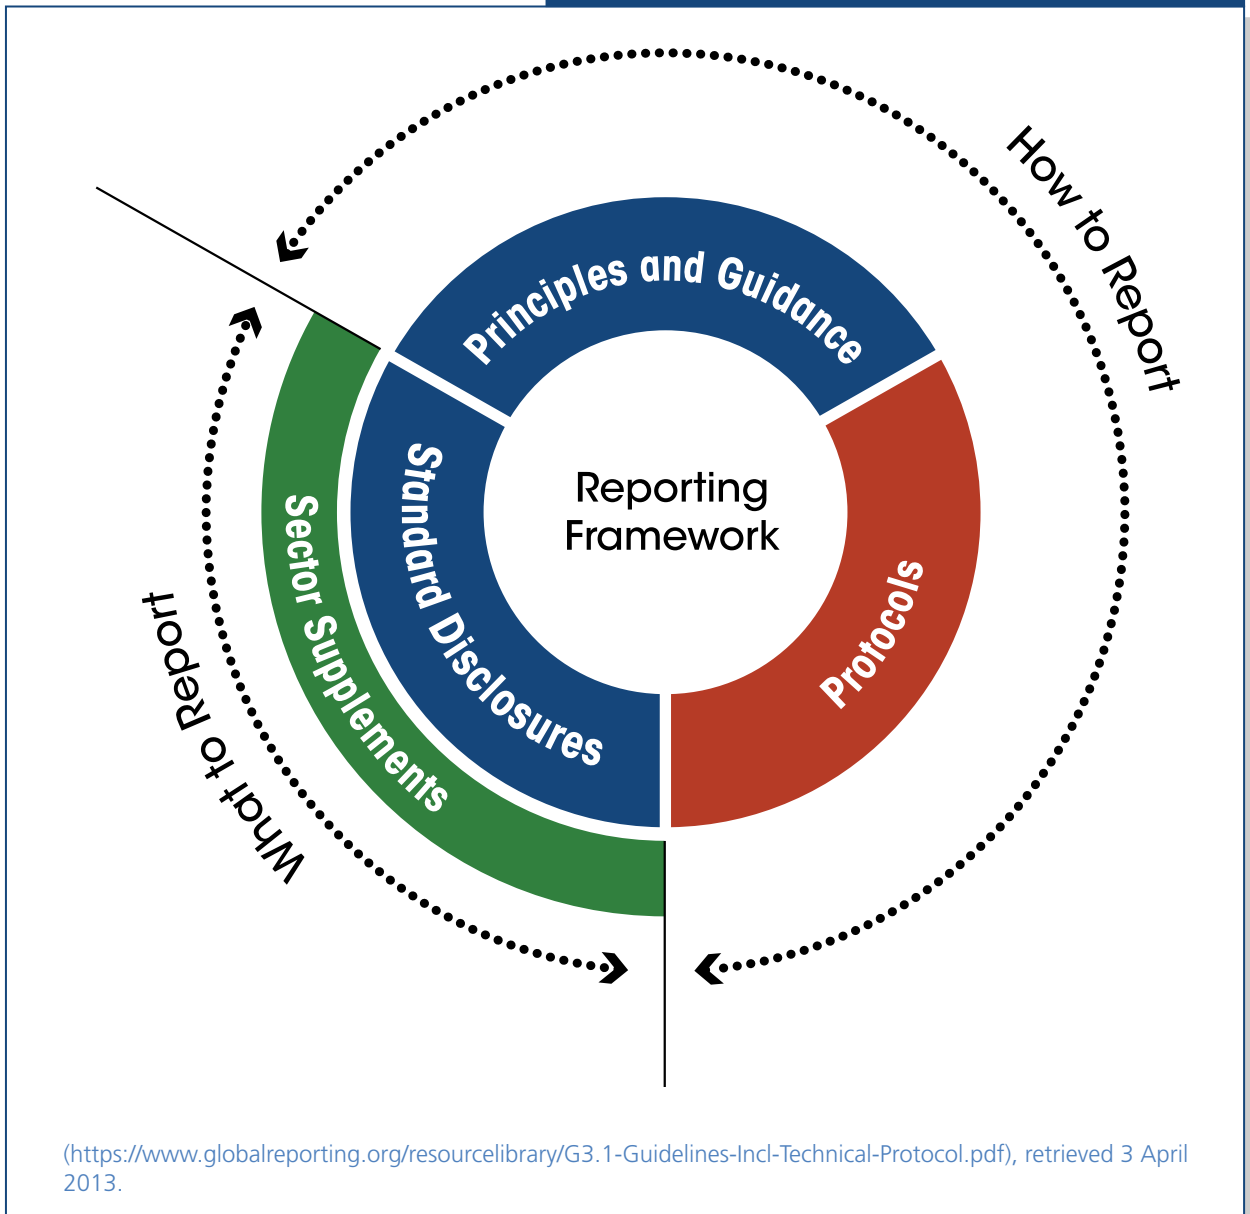 How to Report
Principles and Guidance
Reporting
Framework
Standard Disclosures
Sector Supplements
Protocols
What to Report
(https://www.globalreporting.org/resourcelibrary/G3.1-Guidelines-Incl-Technical-Protocol.pdf), retrieved 3 April
2013.